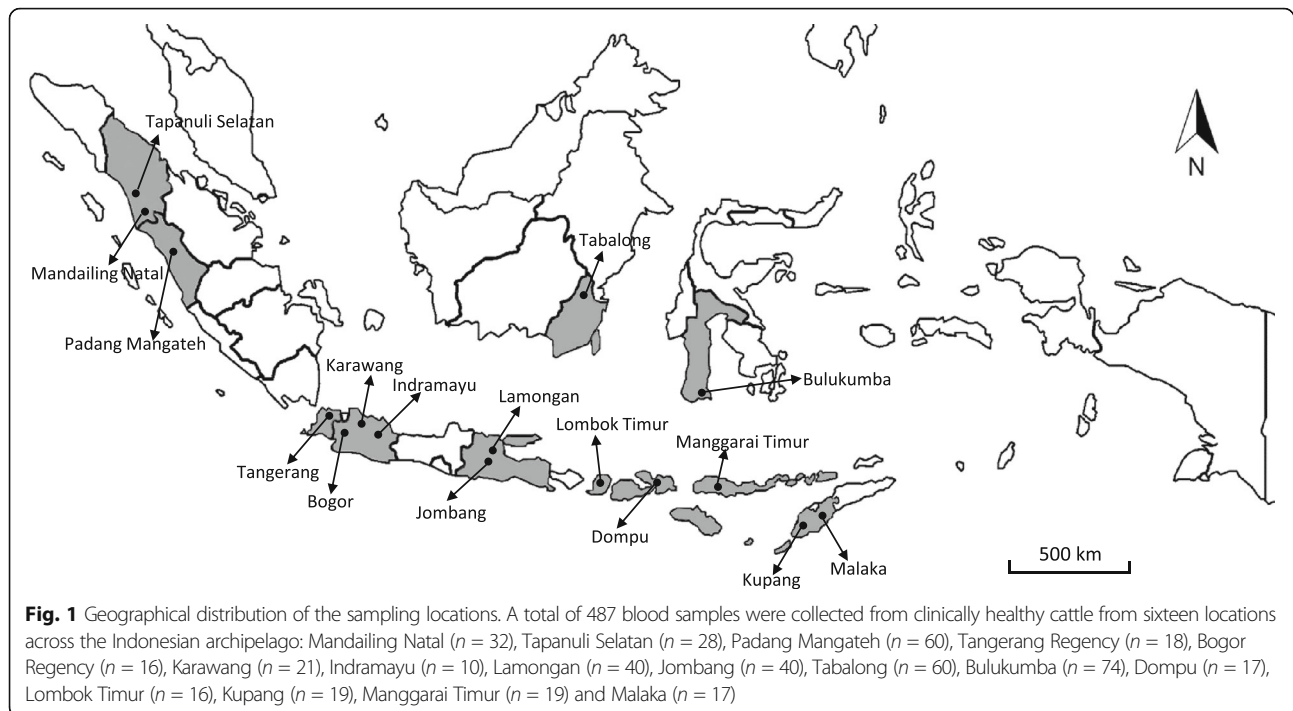 Tapanuli Selatan
N
Tabalong
Mandailing Natal
Padang Mangateh
Karawang
Indramayu
Bulukumba
Lamongan
Lombok Timur
Manggarai Timur
Tangerang
Bogor
Jombang
Dompu
500 km
Malaka
Kupang
Fig. 1 Geographical distribution of the sampling locations. A total of 487 blood samples were collected from clinically healthy cattle from sixteen locations
across the Indonesian archipelago: Mandailing Natal (n = 32), Tapanuli Selatan (n = 28), Padang Mangateh (n = 60), Tangerang Regency (n = 18), Bogor
Regency (n = 16), Karawang (n = 21), Indramayu (n = 10), Lamongan (n = 40), Jombang (n = 40), Tabalong (n = 60), Bulukumba (n = 74), Dompu (n = 17),
Lombok Timur (n = 16), Kupang (n = 19), Manggarai Timur (n = 19) and Malaka (n = 17)